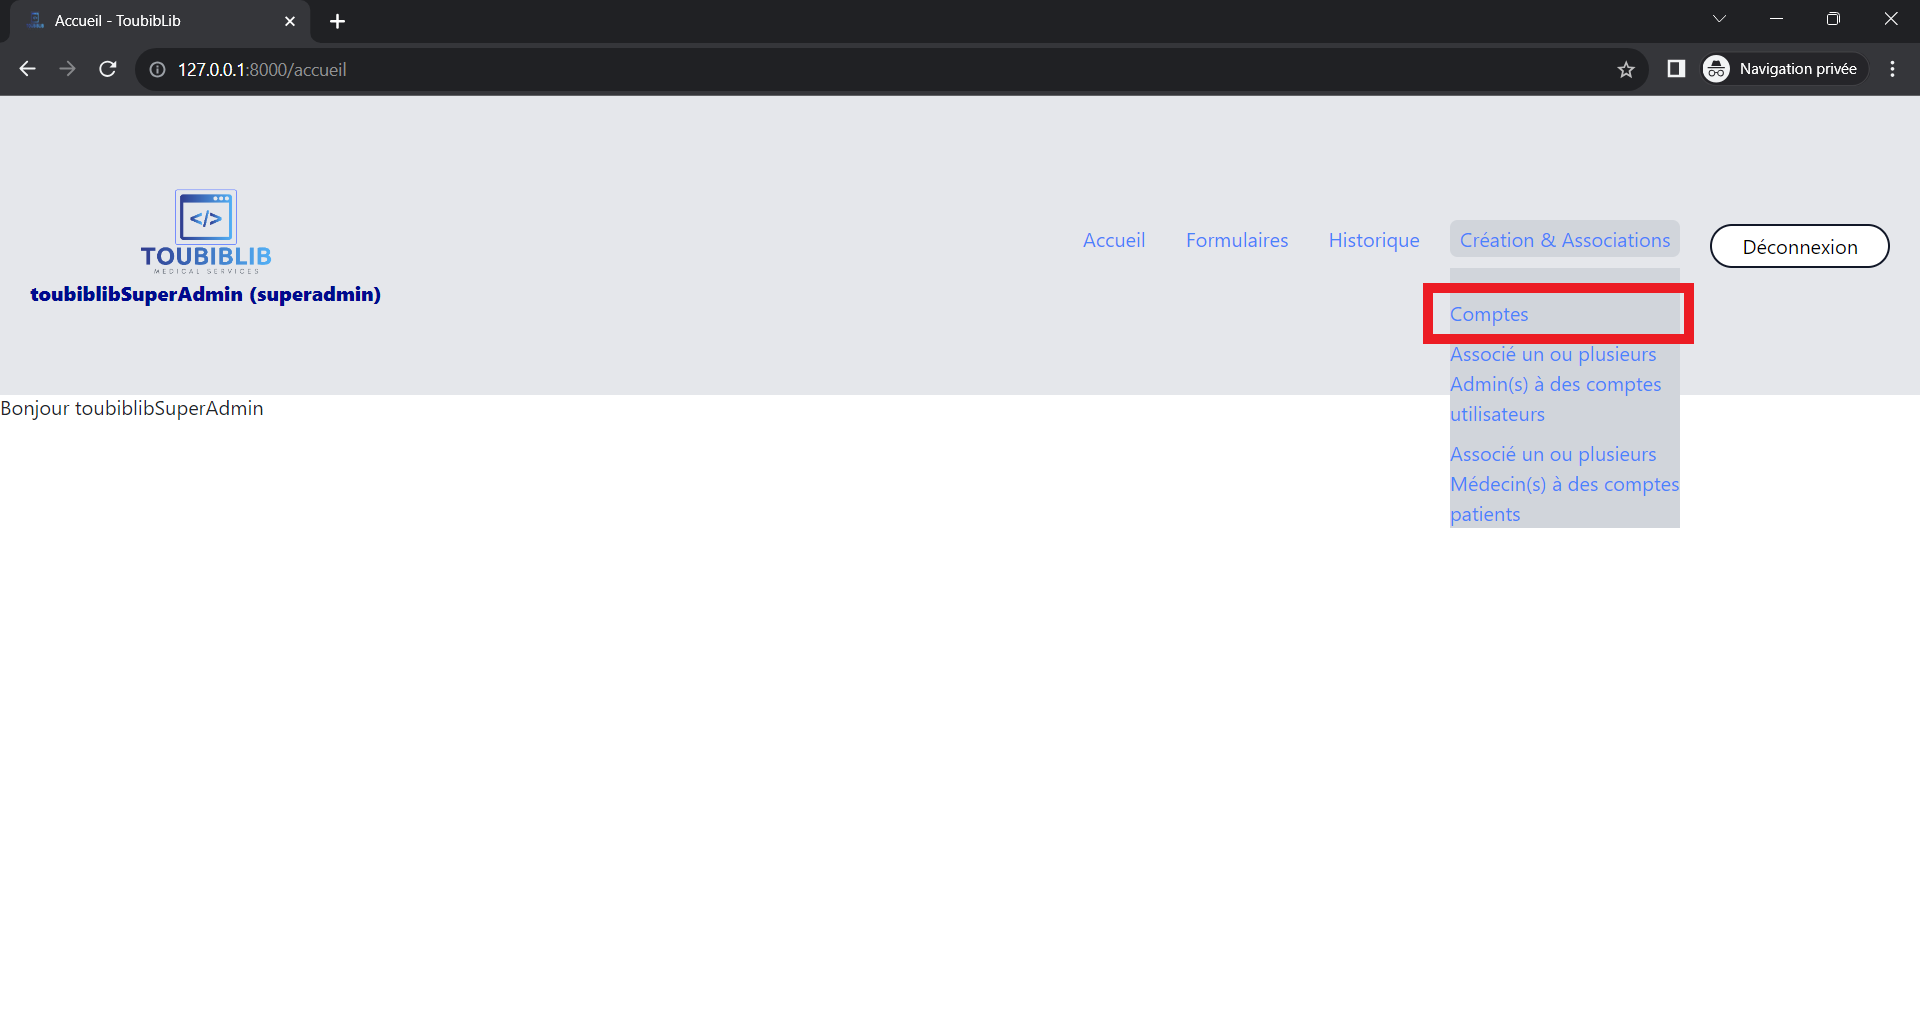 Accueil - ToubibLib
127.0.0.1:8000/accueil
Navigation privée
</>
TOUBIBLIB
MEDICAL SERVICES
toubiblibSuperAdmin (superadmin)
Accueil
Formulaires
Historique
Création & Associations
Déconnexion
Comptes
Associé un ou plusieurs
Admin(s) à des comptes
utilisateurs
Associé un ou plusieurs
Médecin(s) à des comptes
patients
Bonjour toubiblibSuperAdmin